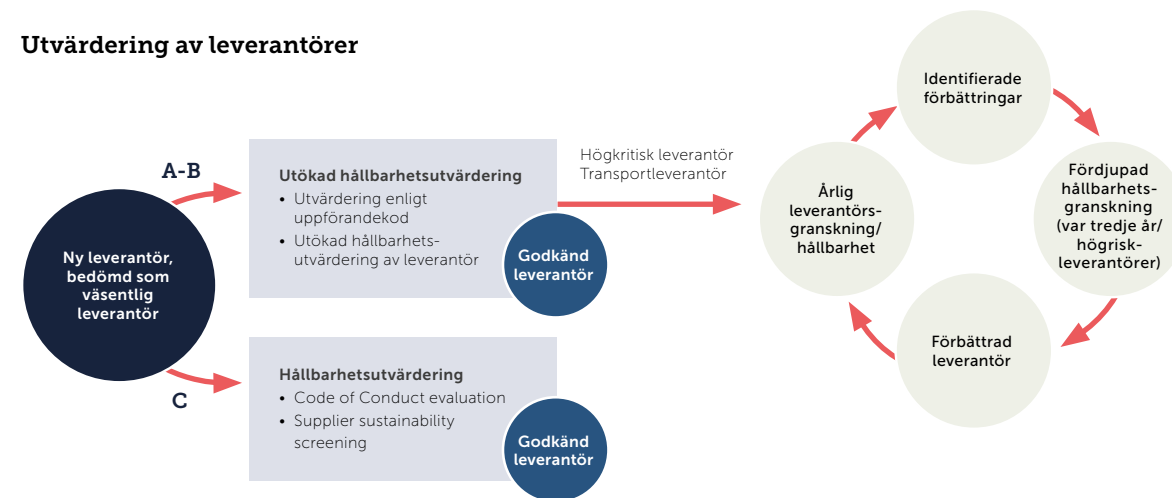 Utvärdering av leverantörer
A-B
Ny leverantör,
bedömd som
väsentlig
leverantör
C
Utökad hållbarhetsutvärdering
• Utvärdering enligt
uppförandekod
• Utökad hållbarhets-
utvärdering av leverantör
Godkänd
leverantör
Hållbarhetsutvärdering
• Code of Conduct evaluation
• Supplier sustainability
screening
Godkänd
leverantör
Högkritisk leverantör
Transportleverantör
Årlig
leverantörs-
granskning/
hållbarhet
Identifierade
förbättringar
Fördjupad
hållbarhets-
granskning
(var tredje år/
högrisk-
leverantörer)
Förbättrad
leverantör